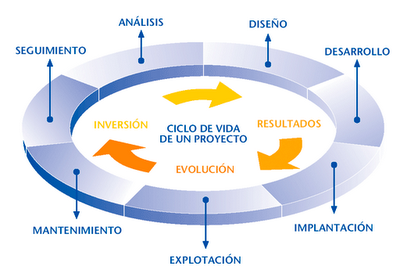 ANÁLISIS
DISEÑO
SEGUIMIENTO
DESARROLLO
INVERSIÓN
CICLO DE VIDA
DE UN PROYECTO
RESULTADOS
EVOLUCIÓN
MANTENIMIENTO
IMPLANTACIÓN
EXPLOTACIÓN